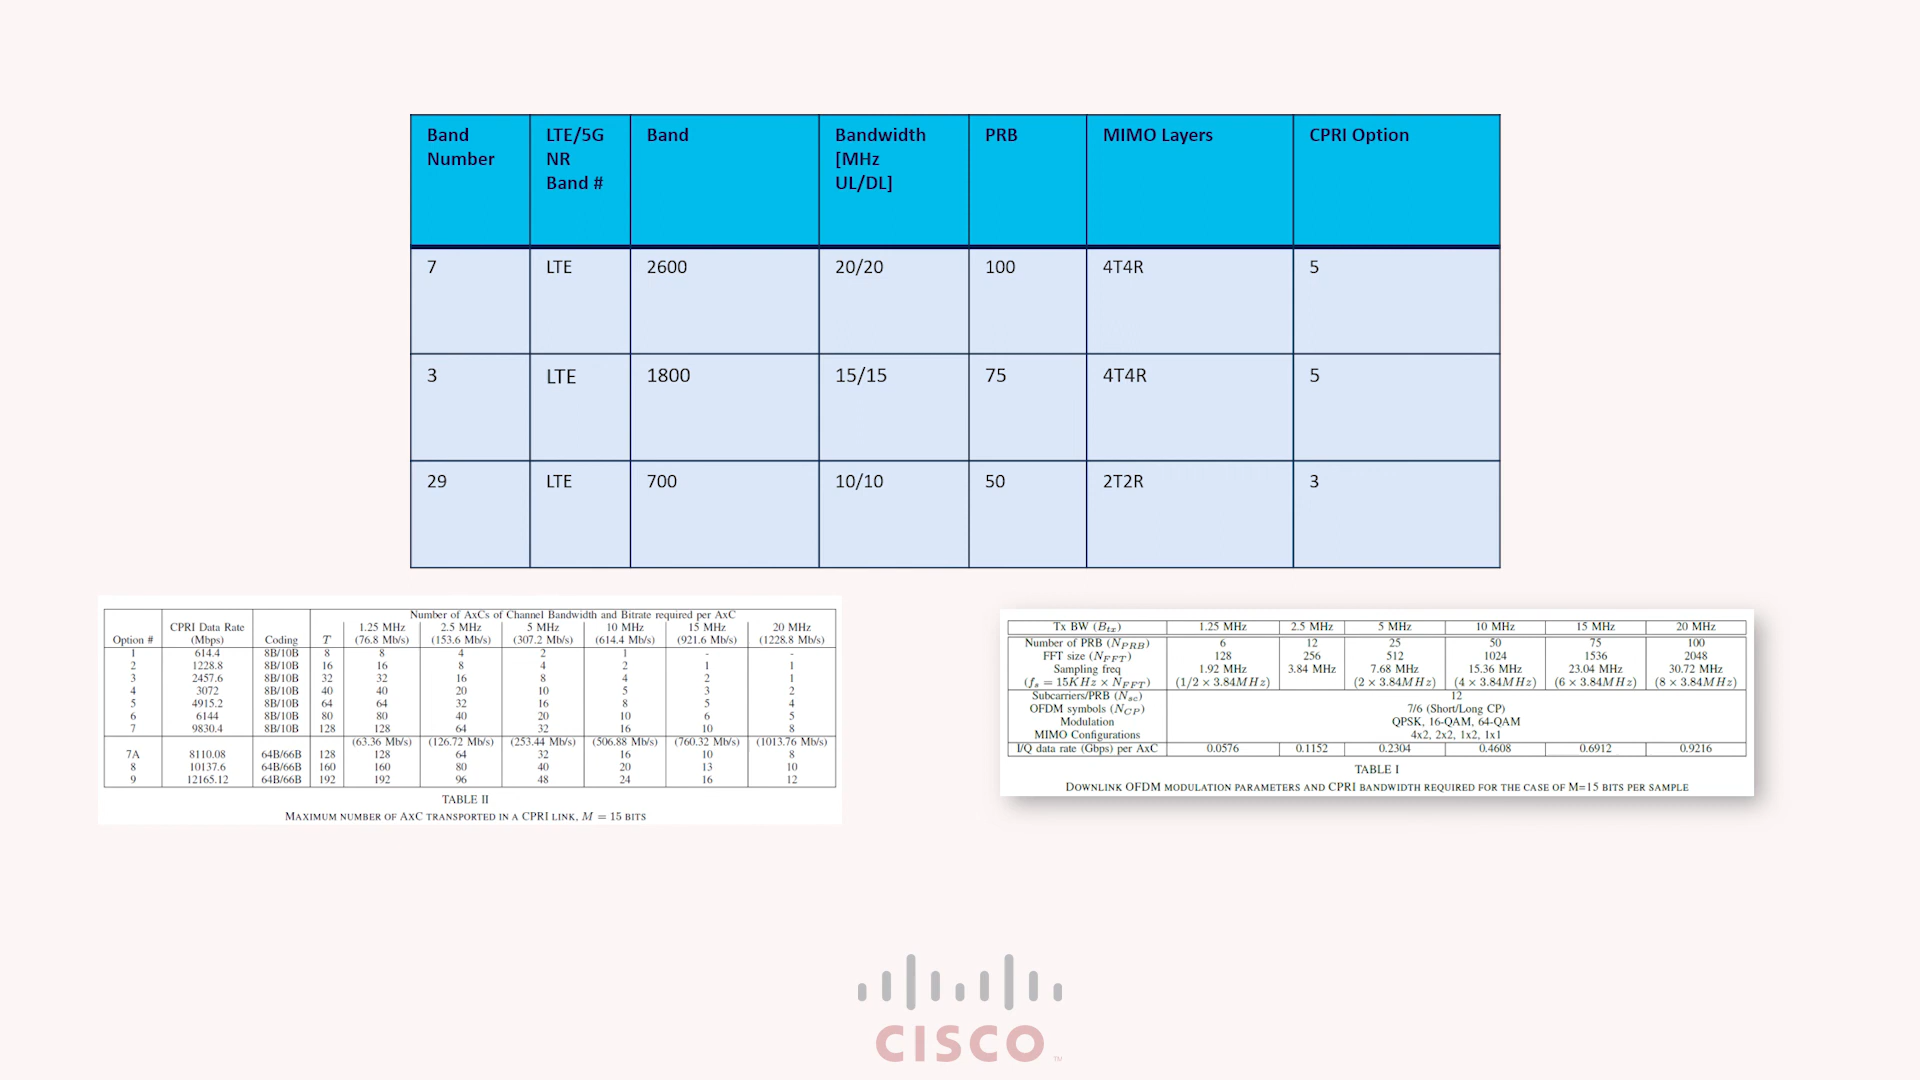 Band Number LTE/5G NR Band # Band Bandwidth [MHz UL/DL] PRB MIMO Layers CPRI Option
7 LTE 2600 20/20 100 4T4R 5
3 LTE 1800 15/15 75 4T4R 5
29 LTE 700 10/10 50 2T2R 3
Number of AxCs of Channel Bandwidth and Bitrate required per AxC
Option # CPRI Data Rate (Mbps) Coding T 1.25 MHz (76.8 Mb/s) 2.5 MHz (153.6 Mb/s) 5 MHz (307.2 Mb/s) 10 MHz (614.4 Mb/s) 15 MHz (921.6 Mb/s) 20 MHz (1228.8 Mb/s)
1 614.4 8B/10B 8 8 4 2 1 - -
2 1228.8 8B/10B 16 16 8 4 2 1 1
3 2457.6 8B/10B 32 32 16 8 4 2 1
4 3072 8B/10B 40 40 20 10 5 3 2
5 4915.2 8B/10B 64 64 32 16 8 5 4
6 6144 8B/10B 80 80 40 20 10 6 5
7 9830.4 8B/10B 128 128 64 32 16 10 8
(63.36 Mb/s) (126.72 Mb/s) (253.44 Mb/s) (506.88 Mb/s) (760.32 Mb/s) (1013.76 Mb/s)
7A 8110.08 64B/66B 128 128 64 32 16 10 8
8 10137.6 64B/66B 160 160 80 40 20 13 10
9 12165.12 64B/66B 192 192 96 48 24 16 12
TABLE II
MAXIMUM NUMBER OF AXC TRANSPORTED IN A CPRI LINK, M = 15 BITS
Tx BW (Btx) 1.25 MHz 2.5 MHz 5 MHz 10 MHz 15 MHz 20 MHz
Number of PRB (NPRB) 6 12 25 50 75 100
FFT size (NFFT) 128 256 512 1024 1536 2048
Sampling freq 1.92 MHz 3.84 MHz 7.68 MHz 15.36 MHz 23.04 MHz 30.72 MHz
(fs = 15KHz × NFFT) (1/2 × 3.84MHz) (2 × 3.84MHz) (4 × 3.84MHz) (6 × 3.84MHz) (8 × 3.84MHz)
Subcarriers/PRB (Nsc) 12
OFDM symbols (NCP) 7/6 (Short/Long CP)
Modulation QPSK, 16-QAM, 64-QAM
MIMO Configurations 4x2, 2x2, 1x2, 1x1
I/Q data rate (Gbps) per AxC 0.0576 0.1152 0.2304 0.4608 0.6912 0.9216
TABLE I
DOWNLINK OFDM MODULATION PARAMETERS AND CPRI BANDWIDTH REQUIRED FOR THE CASE OF M=15 BITS PER SAMPLE
CISCO ™